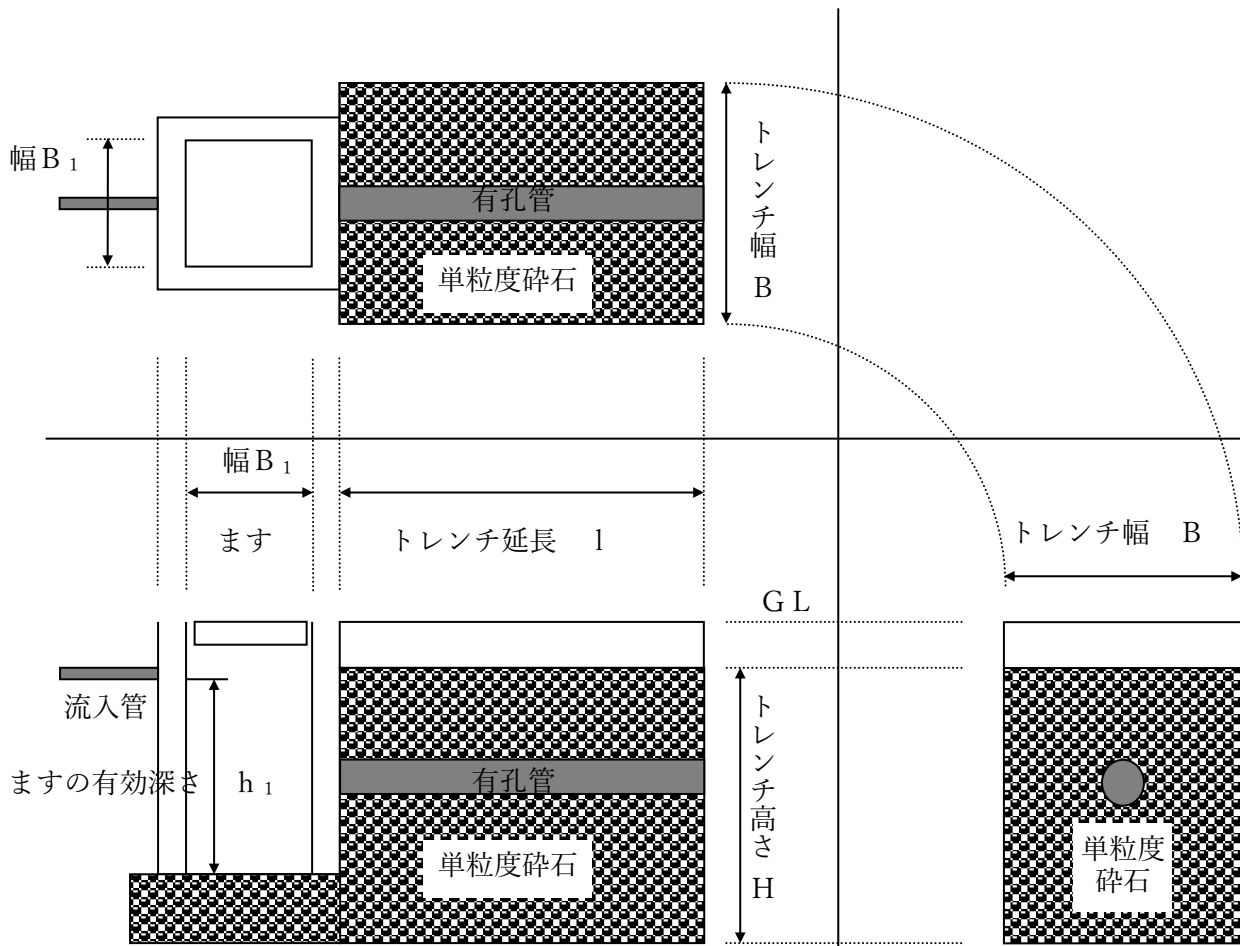 幅Ｂ₁
有孔管
単粒度砕石
トレンチ幅 Ｂ
幅Ｂ₁
ます
トレンチ延長 ｌ
トレンチ幅 Ｂ
ＧＬ
流入管
ますの有効深さ ｈ₁
有孔管
単粒度砕石
トレンチ高さ Ｈ
単粒度
砕石